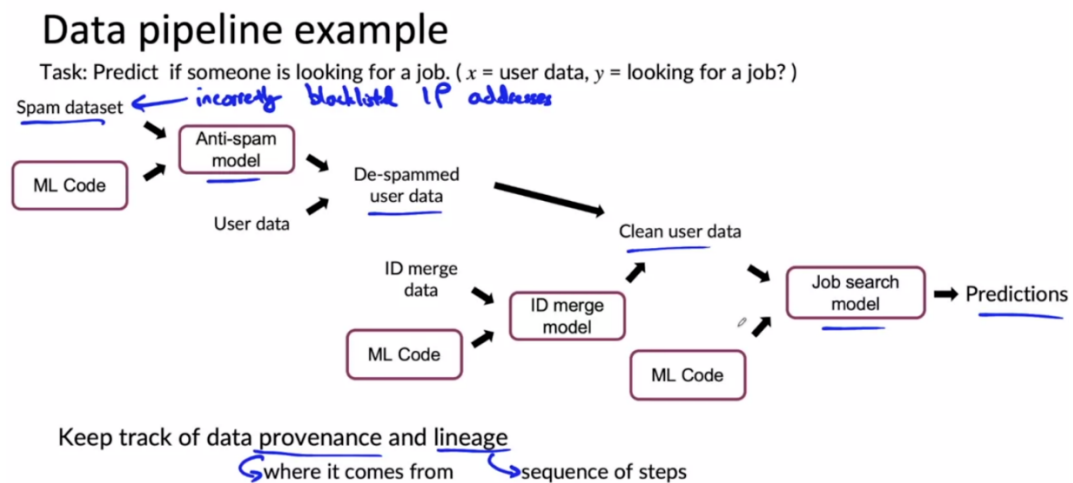 Data pipeline example
Task: Predict if someone is looking for a job. ( x = user data, y = looking for a job? )
Spam dataset
incorrectly blacklisted IP addresses
ML Code
Anti-spam
model
User data
De-spammed
user data
ID merge
data
ML Code
ID merge
model
Clean user data
ML Code
Job search
model
Predictions
Keep track of data provenance and lineage
where it comes from
sequence of steps